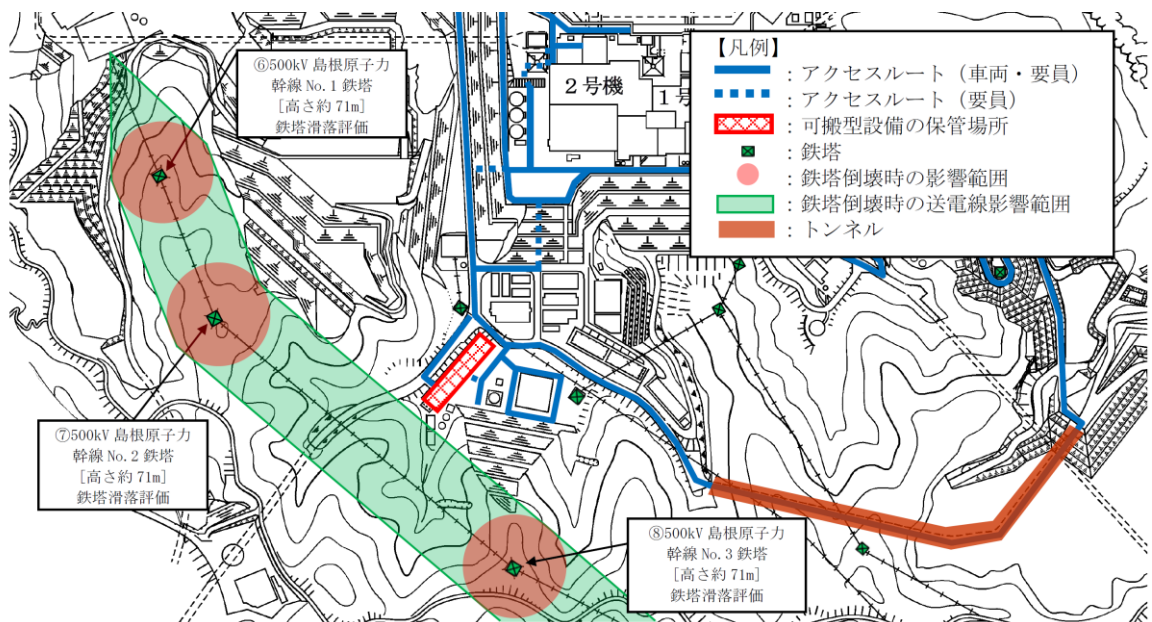 ⑥500kV 島根原子力
幹線 No.1 鉄塔
[高さ約 71m]
鉄塔滑落評価
2号機
1号
【凡例】
：アクセスルート（車両・要員）
：アクセスルート（要員）
：可搬型設備の保管場所
：鉄塔
：鉄塔倒壊時の影響範囲
：鉄塔倒壊時の送電線影響範囲
：トンネル
⑦500kV 島根原子力
幹線 No.2 鉄塔
[高さ約 71m]
鉄塔滑落評価
⑧500kV 島根原子力
幹線 No.3 鉄塔
[高さ約 71m]
鉄塔滑落評価